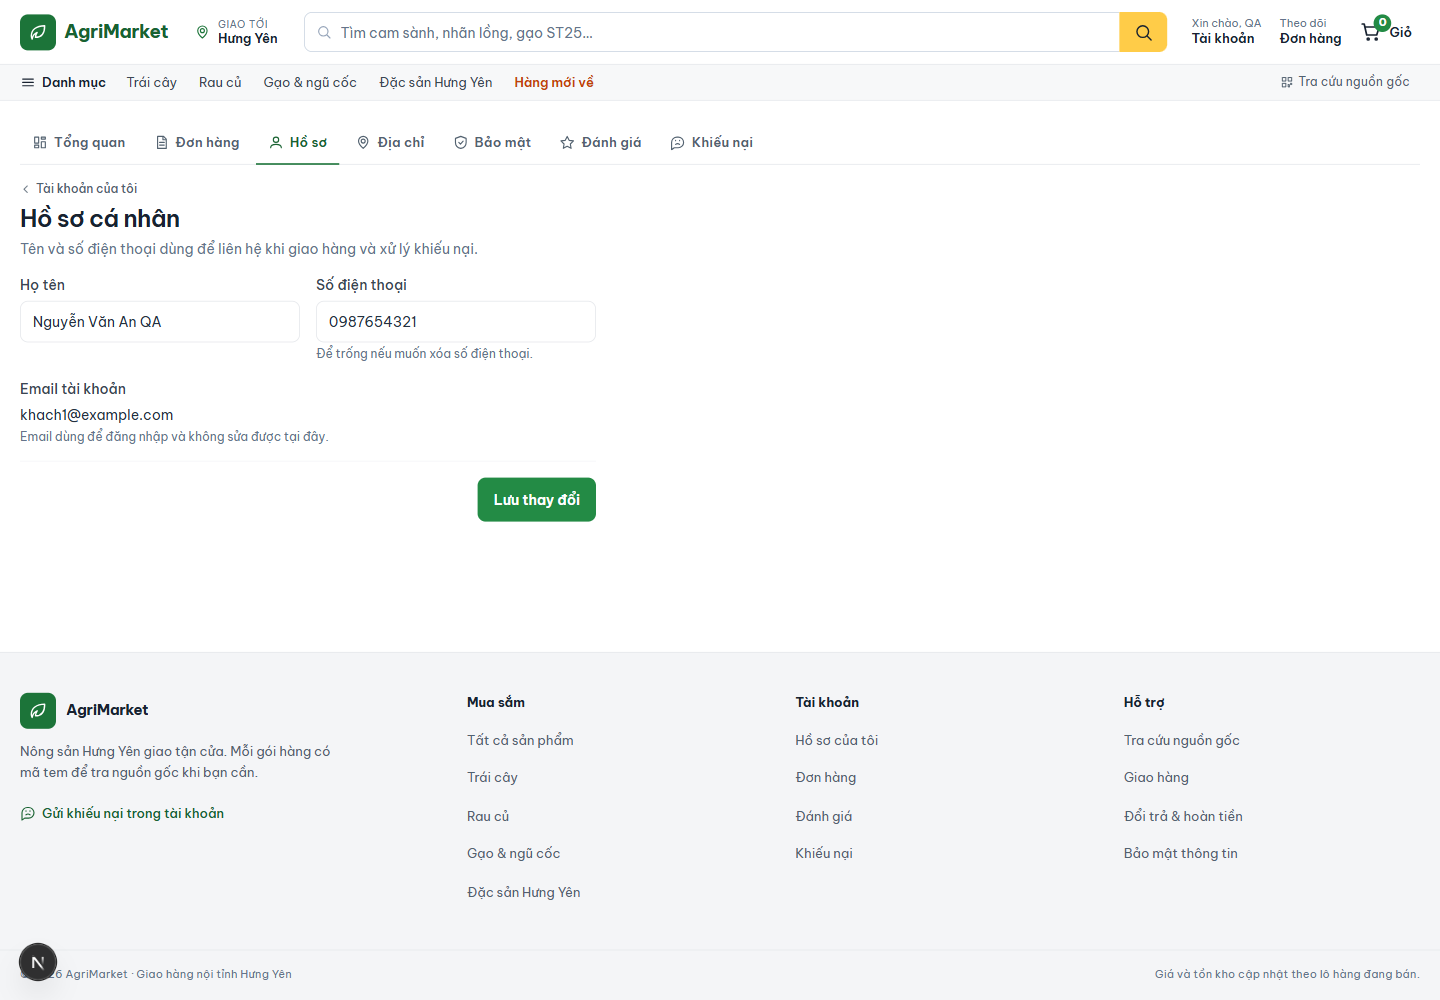 AgriMarket
GIAO TỚI
Hưng Yên
Tìm cam sành, nhãn lồng, gạo ST25...
Xin chào, QA
Tài khoản
Theo dõi
Đơn hàng
0
Giỏ
Danh mục
Trái cây
Rau củ
Gạo & ngũ cốc
Đặc sản Hưng Yên
Hàng mới về
Tra cứu nguồn gốc
Tổng quan
Đơn hàng
Hồ sơ
Địa chỉ
Bảo mật
Đánh giá
Khiếu nại
Tài khoản của tôi
Hồ sơ cá nhân
Tên và số điện thoại dùng để liên hệ khi giao hàng và xử lý khiếu nại.
Họ tên
Số điện thoại
Nguyễn Văn An QA
0987654321
Để trống nếu muốn xóa số điện thoại.
Email tài khoản
khach1@example.com
Email dùng để đăng nhập và không sửa được tại đây.
Lưu thay đổi
AgriMarket
Nông sản Hưng Yên giao tận cửa. Mỗi gói hàng có
mã tem để tra nguồn gốc khi bạn cần.
Gửi khiếu nại trong tài khoản
Mua sắm
Tất cả sản phẩm
Trái cây
Rau củ
Gạo & ngũ cốc
Đặc sản Hưng Yên
Tài khoản
Hồ sơ của tôi
Đơn hàng
Đánh giá
Khiếu nại
Hỗ trợ
Tra cứu nguồn gốc
Giao hàng
Đổi trả & hoàn tiền
Bảo mật thông tin
N
AgriMarket · Giao hàng nội tỉnh Hưng Yên
Giá và tồn kho cập nhật theo lô hàng đang bán.